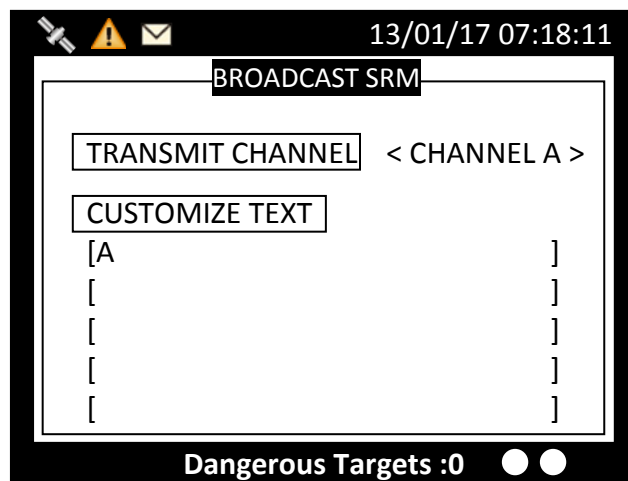 13/01/17 07:18:11
BROADCAST SRM
TRANSMIT CHANNEL < CHANNEL A >
CUSTOMIZE TEXT
[A ]
[ ]
[ ]
[ ]
[ ]
Dangerous Targets :0